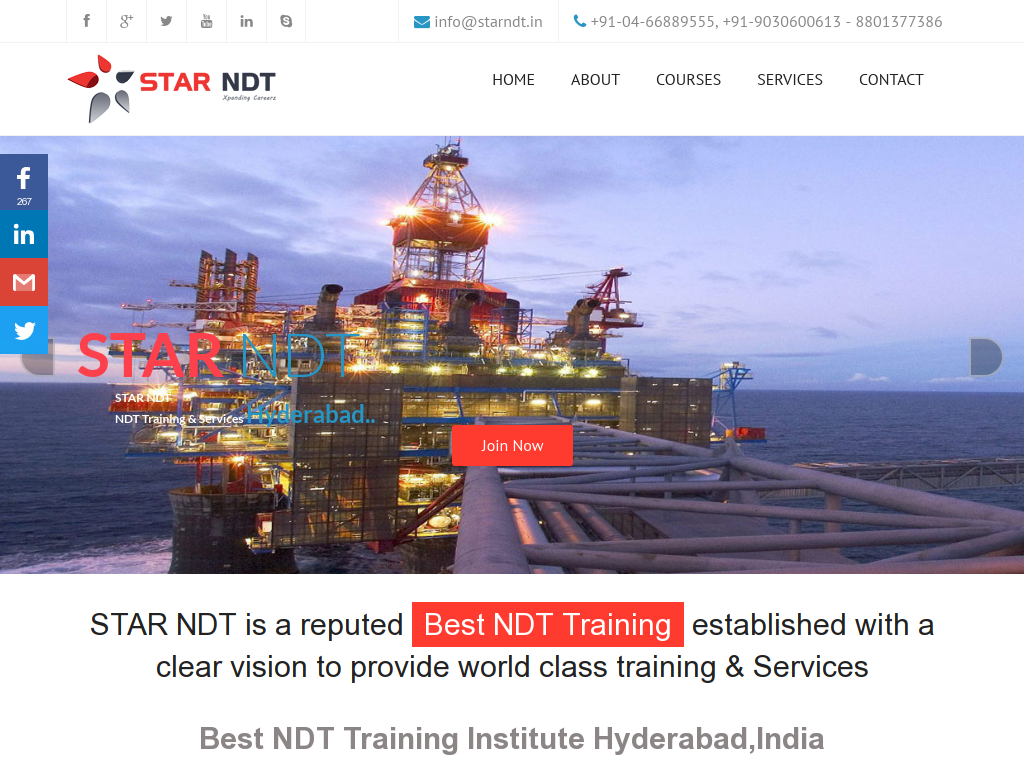 info@starndt.in
+91-04-66889555, +91-9030600613 - 8801377386
STAR NDT
Xpanding Careerz
HOME ABOUT COURSES SERVICES CONTACT
267
STAR NDT
STAR NDT
NDT Training & Services Hyderabad..
Join Now
STAR NDT is a reputed Best NDT Training established with a
clear vision to provide world class training & Services
Best NDT Training Institute Hyderabad,India